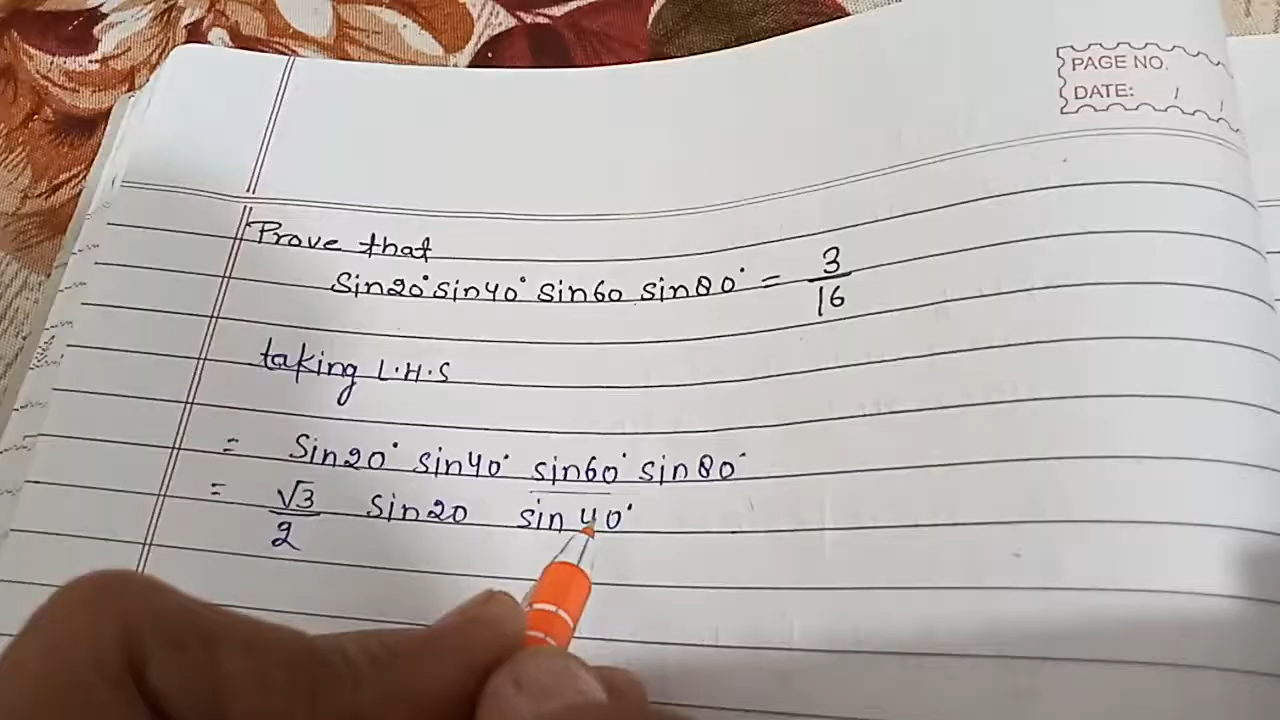 PAGE NO.
DATE: / /
Prove that
Sin20° sin40° sin60 sin80° = 3/16
taking L.H.S
= Sin20° sin40° sin60° sin80°
= √3/2 Sin20 sin40°